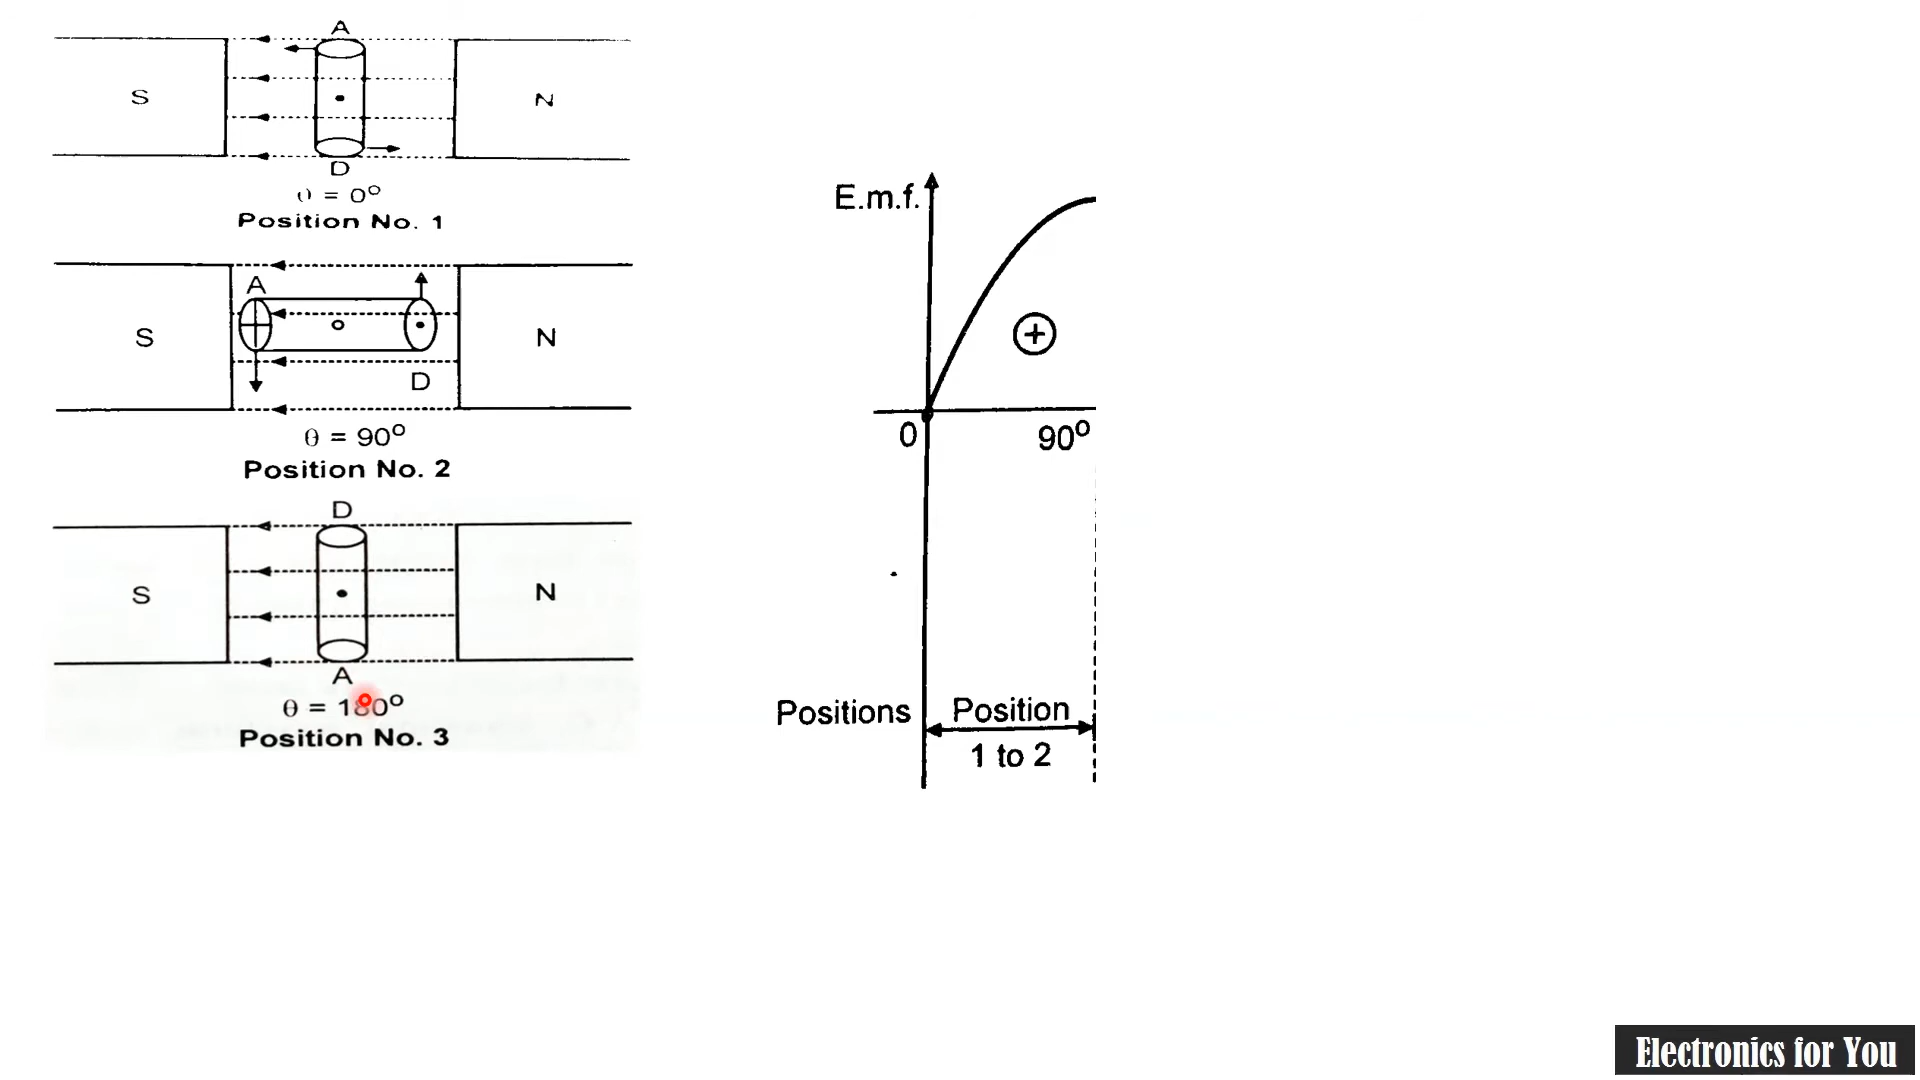 A
S
N
D
θ = 0°
Position No. 1
A
S
N
D
θ = 90°
Position No. 2
D
S
N
A
θ = 180°
Position No. 3
E.m.f.
+
0
90°
Positions
Position
1 to 2
Electronics for You